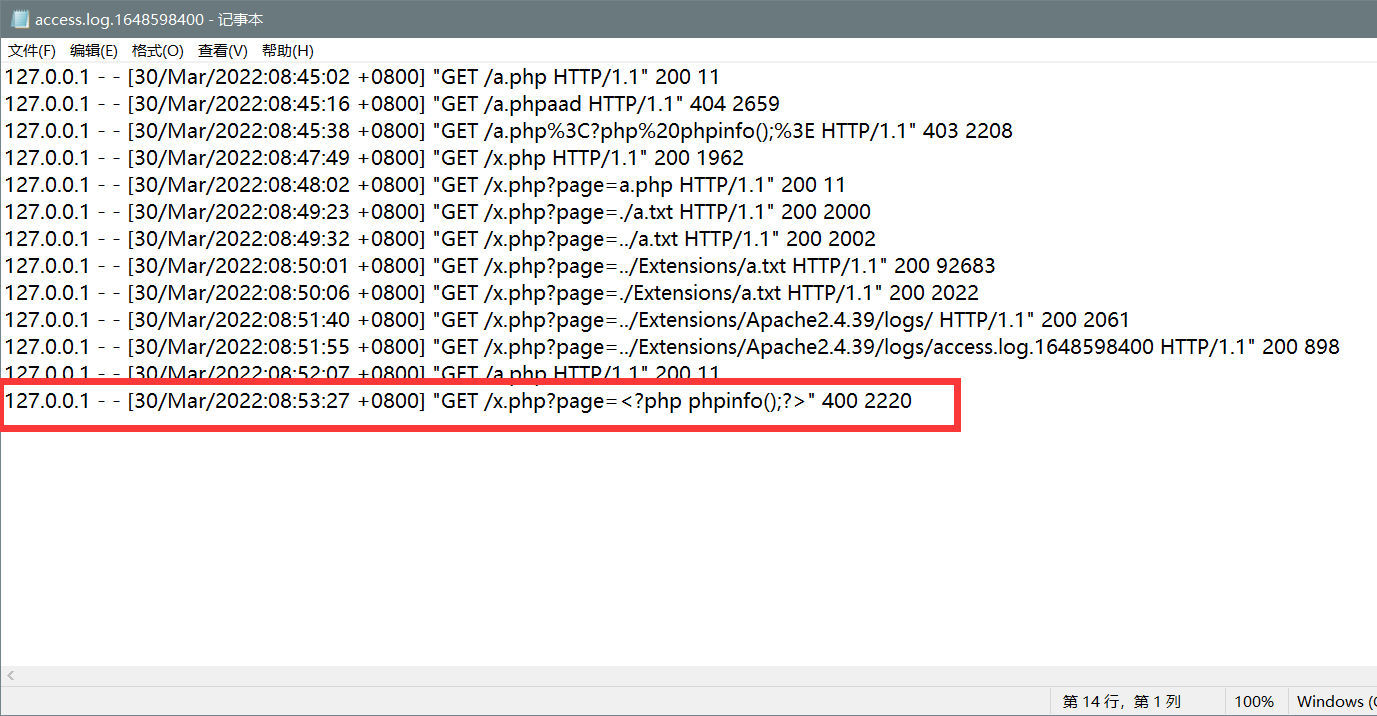 access.log.1648598400 - 记事本
文件(F) 编辑(E) 格式(O) 查看(V) 帮助(H)
127.0.0.1 - - [30/Mar/2022:08:45:02 +0800] "GET /a.php HTTP/1.1" 200 11
127.0.0.1 - - [30/Mar/2022:08:45:16 +0800] "GET /a.phpaad HTTP/1.1" 404 2659
127.0.0.1 - - [30/Mar/2022:08:45:38 +0800] "GET /a.php%3C?php%20phpinfo();%3E HTTP/1.1" 403 2208
127.0.0.1 - - [30/Mar/2022:08:47:49 +0800] "GET /x.php HTTP/1.1" 200 1962
127.0.0.1 - - [30/Mar/2022:08:48:02 +0800] "GET /x.php?page=a.php HTTP/1.1" 200 11
127.0.0.1 - - [30/Mar/2022:08:49:23 +0800] "GET /x.php?page=./a.txt HTTP/1.1" 200 2000
127.0.0.1 - - [30/Mar/2022:08:49:32 +0800] "GET /x.php?page=../a.txt HTTP/1.1" 200 2002
127.0.0.1 - - [30/Mar/2022:08:50:01 +0800] "GET /x.php?page=../Extensions/a.txt HTTP/1.1" 200 92683
127.0.0.1 - - [30/Mar/2022:08:50:06 +0800] "GET /x.php?page=./Extensions/a.txt HTTP/1.1" 200 2022
127.0.0.1 - - [30/Mar/2022:08:51:40 +0800] "GET /x.php?page=../Extensions/Apache2.4.39/logs/ HTTP/1.1" 200 2061
127.0.0.1 - - [30/Mar/2022:08:51:55 +0800] "GET /x.php?page=../Extensions/Apache2.4.39/logs/access.log.1648598400 HTTP/1.1" 200 898
127.0.0.1 - - [30/Mar/2022:08:52:07 +0800] "GET /a.php HTTP/1.1" 200 11
127.0.0.1 - - [30/Mar/2022:08:53:27 +0800] "GET /x.php?page=<?php phpinfo();?>" 400 2220
第 14 行，第 1 列 100% Windows (